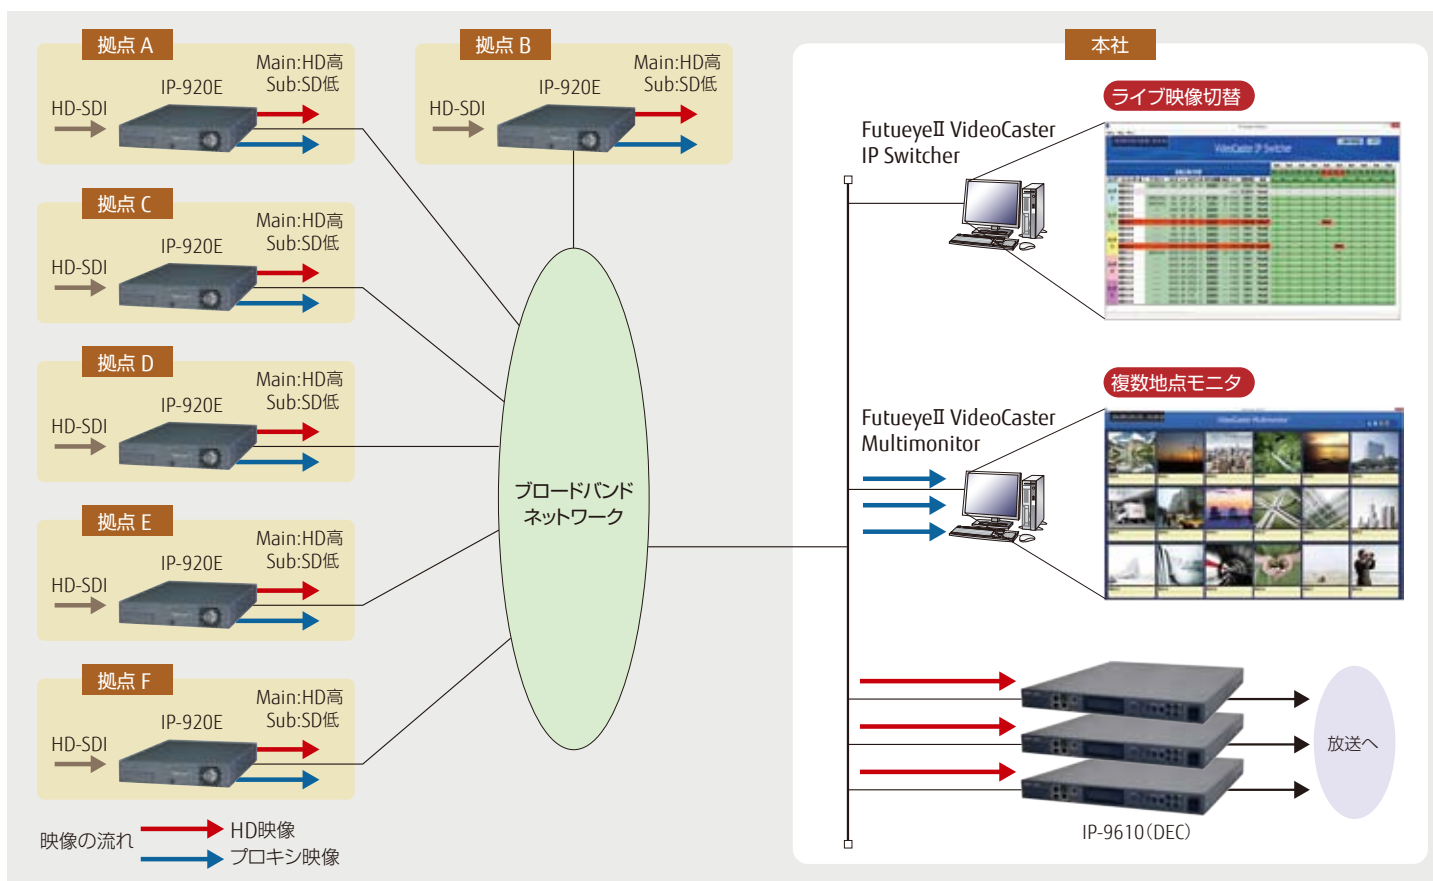 拠点 A
Main:HD高
Sub:SD低
IP-920E
HD-SDI
拠点 B
Main:HD高
Sub:SD低
IP-920E
HD-SDI
拠点 C
Main:HD高
Sub:SD低
IP-920E
HD-SDI
拠点 D
Main:HD高
Sub:SD低
IP-920E
HD-SDI
拠点 E
Main:HD高
Sub:SD低
IP-920E
HD-SDI
拠点 F
Main:HD高
Sub:SD低
IP-920E
HD-SDI
映像の流れ
HD映像
プロキシ映像
ブロードバンド
ネットワーク
本社
ライブ映像切替
FutueyeⅡ VideoCaster
IP Switcher
VideoCaster IP Switcher
複数地点モニタ
FutueyeⅡ VideoCaster
Multimonitor
VideoCaster Multimonitor
IP-9610(DEC)
放送へ